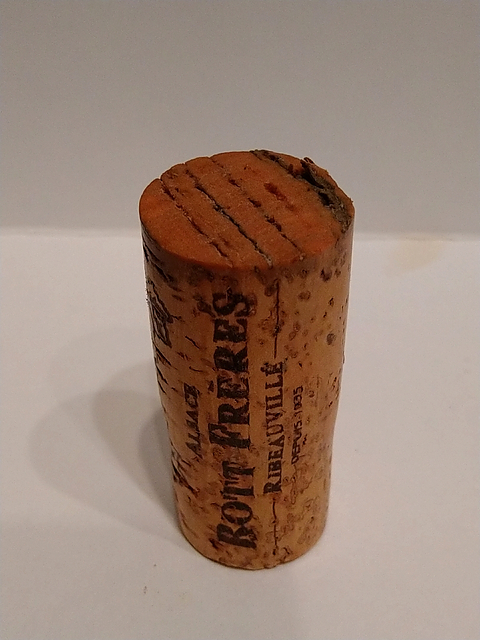 ALSACE
BOTT FRÈRES
RIBEAUVILLÉ
DEPUIS 1835